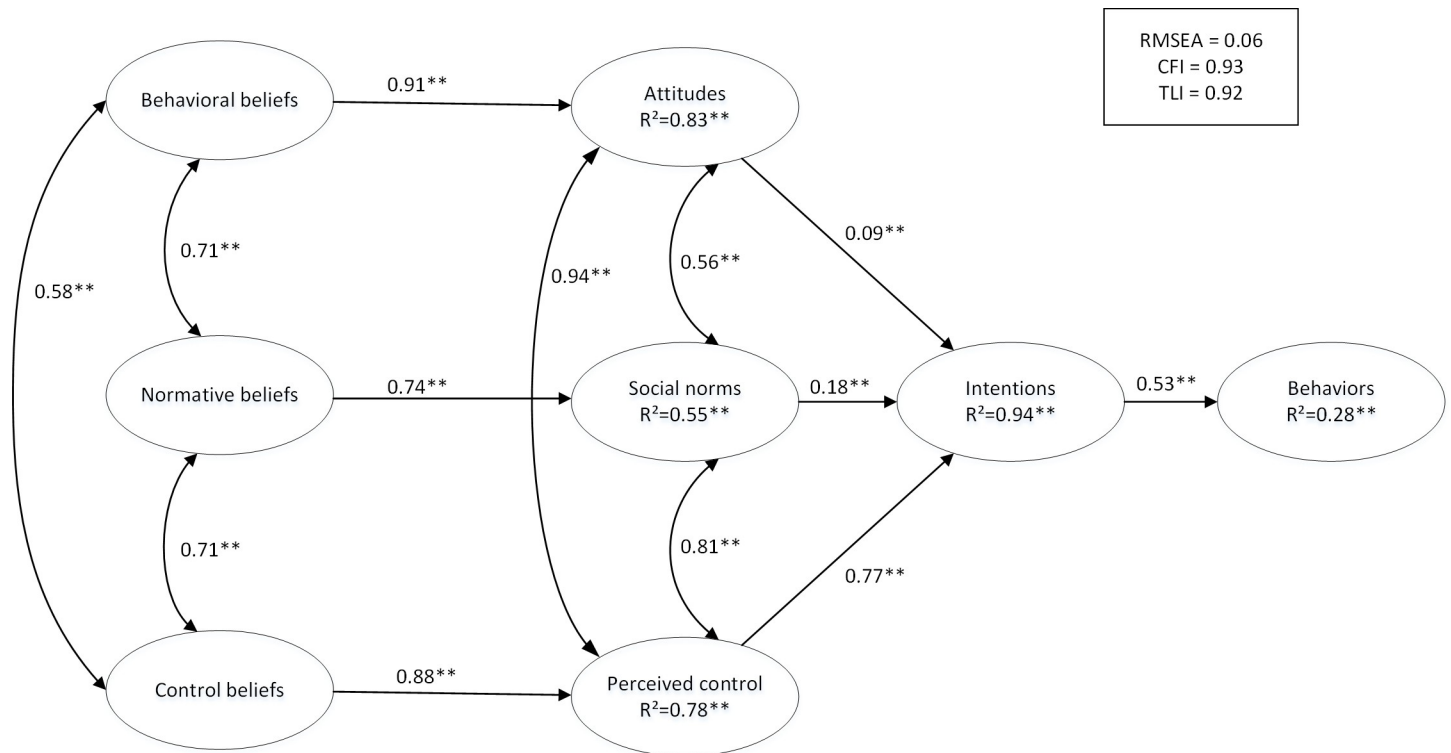 RMSEA = 0.06
CFI = 0.93
TLI = 0.92
Behavioral beliefs
0.91**
Attitudes
R²=0.83**
0.71**
0.58**
0.94**
0.56**
0.09**
Normative beliefs
0.74**
Social norms
R²=0.55**
0.18**
Intentions
R²=0.94**
0.53**
Behaviors
R²=0.28**
0.71**
0.81**
0.77**
Control beliefs
0.88**
Perceived control
R²=0.78**